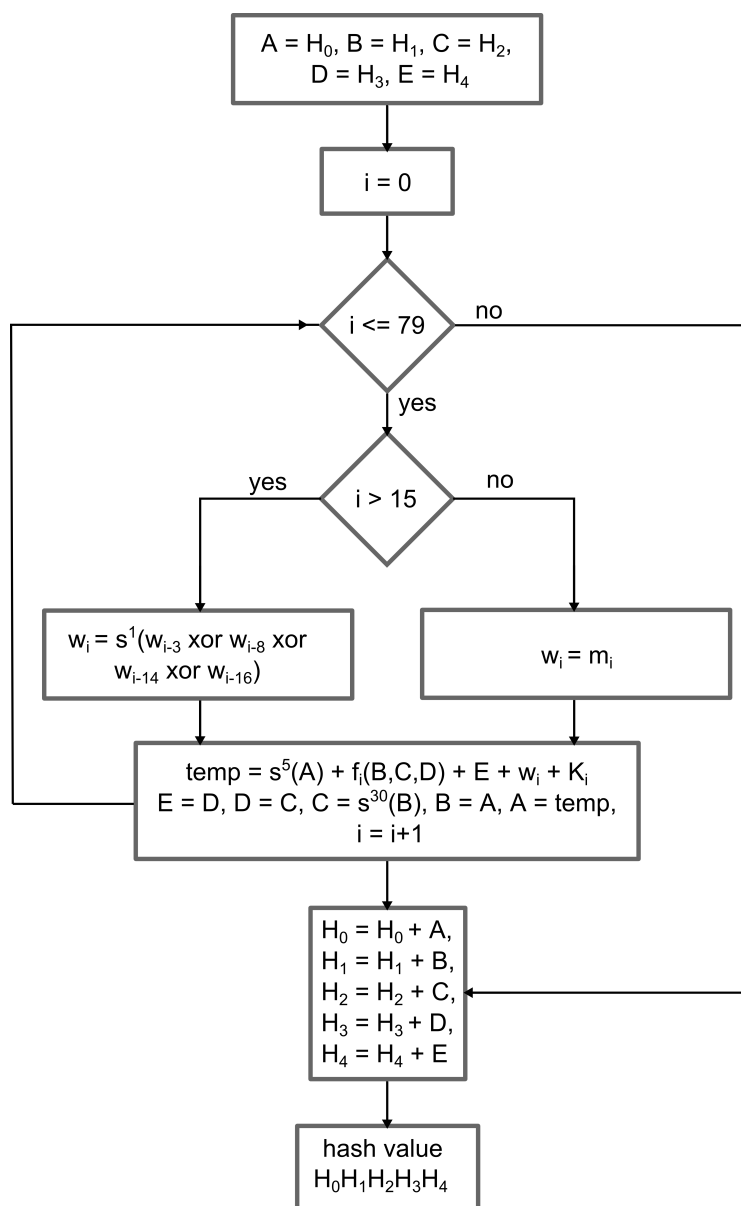 A = H₀, B = H₁, C = H₂,
D = H₃, E = H₄
i = 0
i <= 79
no
yes
i > 15
yes
no
wᵢ = s¹(wᵢ₋₃ xor wᵢ₋₈ xor
wᵢ₋₁₄ xor wᵢ₋₁₆)
wᵢ = mᵢ
temp = s⁵(A) + fᵢ(B,C,D) + E + wᵢ + Kᵢ
E = D, D = C, C = s³⁰(B), B = A, A = temp,
i = i+1
H₀ = H₀ + A,
H₁ = H₁ + B,
H₂ = H₂ + C,
H₃ = H₃ + D,
H₄ = H₄ + E
hash value
H₀H₁H₂H₃H₄